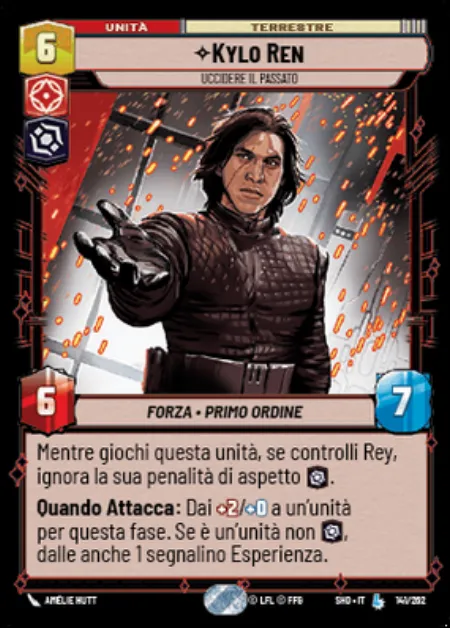 6
UNITÀ
TERRESTRE
KYLO REN
UCCIDERE IL PASSATO
6
FORZA • PRIMO ORDINE
7
Mentre giochi questa unità, se controlli Rey,
ignora la sua penalità di aspetto.
Quando Attacca: Dai +2/+0 a un'unità
per questa fase. Se è un'unità non ,
dalle anche 1 segnalino Esperienza.
AMÉLIE HUTT
© LFL © FFG
SHD • IT
L
141/262